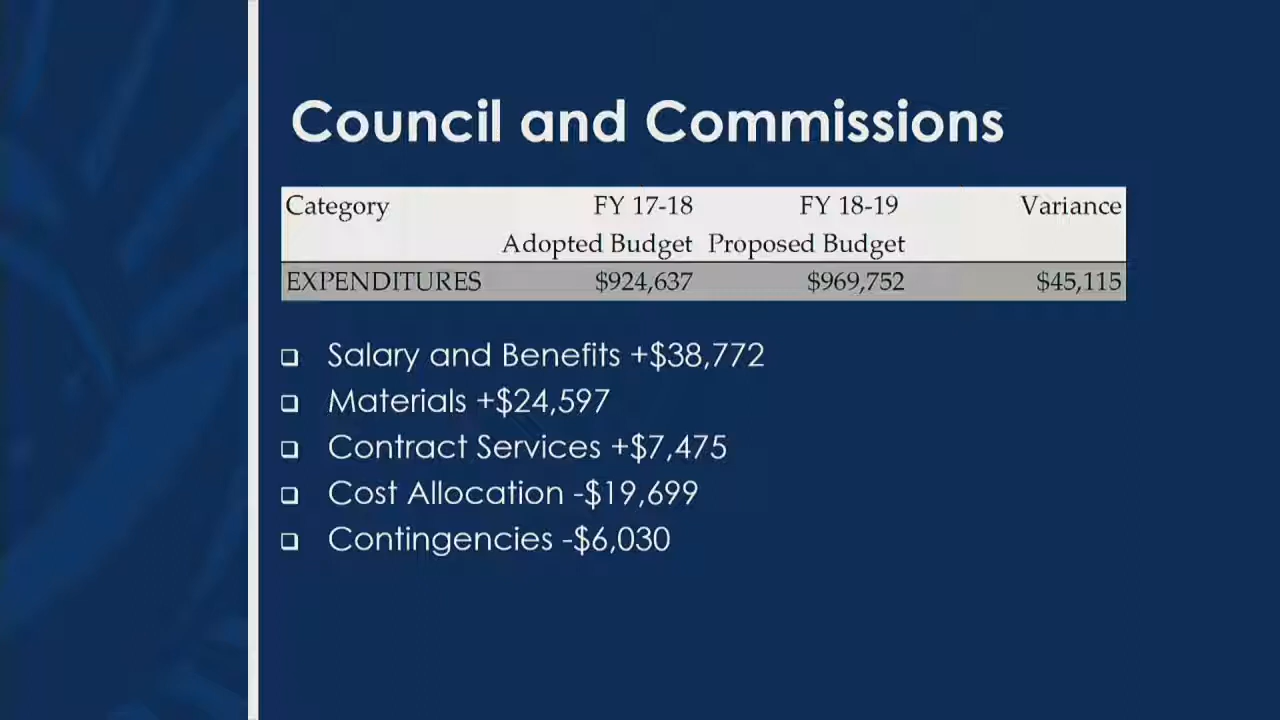 Council and Commissions
Category FY 17-18 FY 18-19 Variance
Adopted Budget Proposed Budget
EXPENDITURES $924,637 $969,752 $45,115
❑ Salary and Benefits +$38,772
❑ Materials +$24,597
❑ Contract Services +$7,475
❑ Cost Allocation -$19,699
❑ Contingencies -$6,030